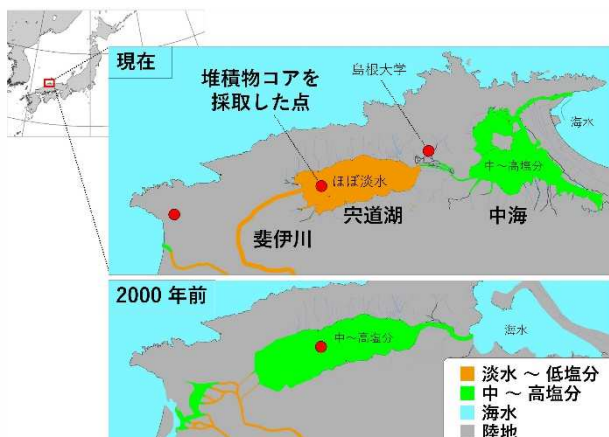 現在
堆積物コアを
採取した点
島根大学
海水
中～高塩分
ほぼ淡水
宍道湖
中海
斐伊川
2000 年前
海水
中～高塩分
淡水 ～ 低塩分
中 ～ 高塩分
海水
陸地